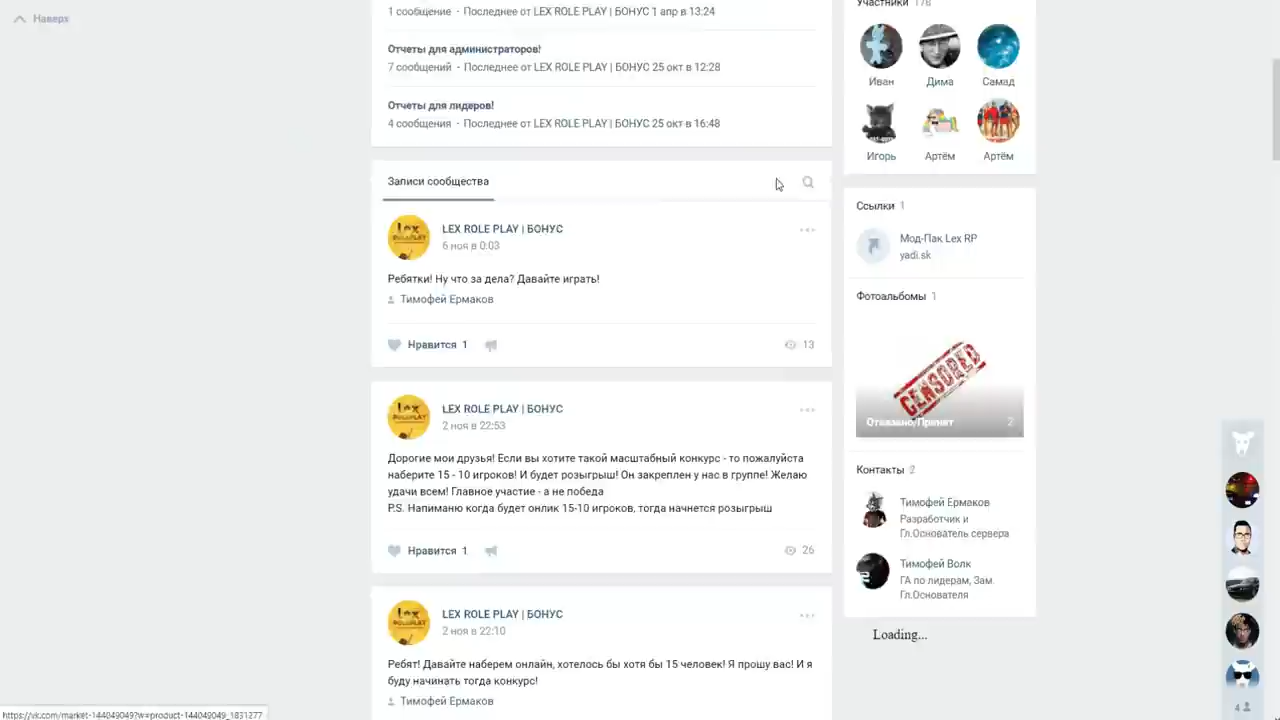 Наверх
1 сообщение - Последнее от LEX ROLE PLAY | БОНУС 1 апр в 13:24
Отчеты для администраторов!
7 сообщений - Последнее от LEX ROLE PLAY | БОНУС 25 окт в 12:28
Отчеты для лидеров!
4 сообщения - Последнее от LEX ROLE PLAY | БОНУС 25 окт в 16:48
Записи сообщества
LEX ROLE PLAY | БОНУС
6 ноя в 0:03
Ребятки! Ну что за дела? Давайте играть!
Тимофей Ермаков
Нравится 1
13
LEX ROLE PLAY | БОНУС
2 ноя в 22:53
Дорогие мои друзья! Если вы хотите такой масштабный конкурс - то пожалуйста
наберите 15 - 10 игроков! И будет розыгрыш! Он закреплен у нас в группе! Желаю
удачи всем! Главное участие - а не победа
P.S. Напиманю когда будет онлик 15-10 игроков, тогда начнется розыгрыш
Нравится 1
26
LEX ROLE PLAY | БОНУС
2 ноя в 22:10
Ребят! Давайте наберем онлайн, хотелось бы хотя бы 15 человек! Я прошу вас! И я
буду начинать тогда конкурс!
Тимофей Ермаков
Участники 178
Иван Дима Самад
Игорь Артём Артём
Ссылки 1
Мод-Пак Lex RP
yadi.sk
Фотоальбомы 1
CENSORED
Отказано/Принят 2
Контакты 2
Тимофей Ермаков
Разработчик и
Гл.Основатель сервера
Тимофей Волк
ГА по лидерам, Зам.
Гл.Основателя
Loading...
4
https://vk.com/market-144049049?w=product-144049049_1831277